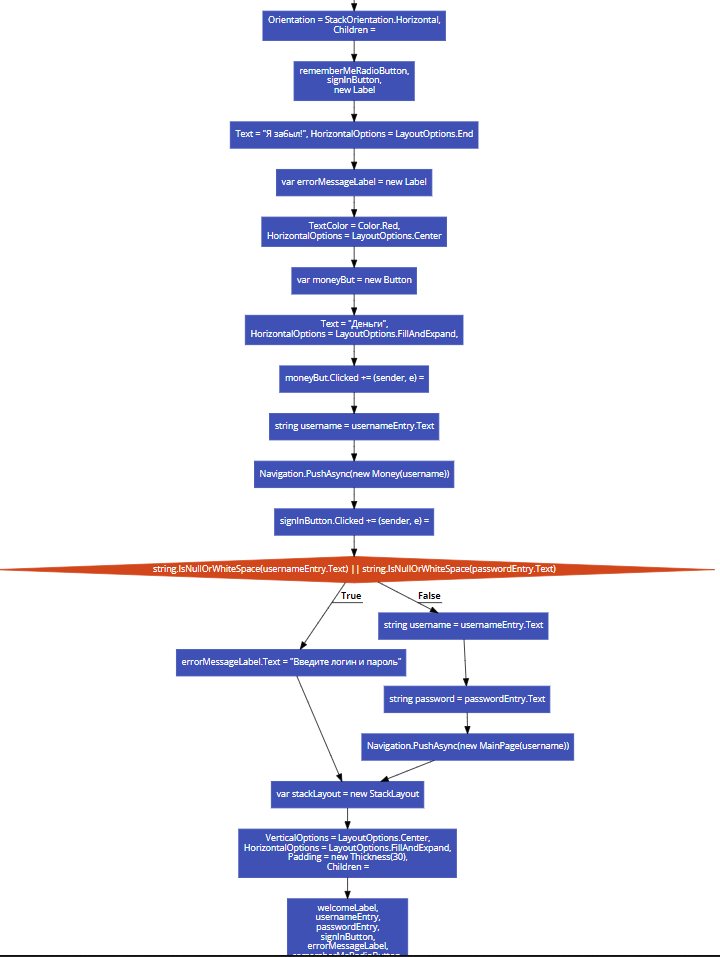 Orientation = StackOrientation.Horizontal,
Children =
rememberMeRadioButton,
signInButton,
new Label
Text = "Я забыл!", HorizontalOptions = LayoutOptions.End
var errorMessageLabel = new Label
TextColor = Color.Red,
HorizontalOptions = LayoutOptions.Center
var moneyBut = new Button
Text = "Деньги",
HorizontalOptions = LayoutOptions.FillAndExpand,
moneyBut.Clicked += (sender, e) =
string username = usernameEntry.Text
Navigation.PushAsync(new Money(username))
signInButton.Clicked += (sender, e) =
string.IsNullOrWhiteSpace(usernameEntry.Text) || string.IsNullOrWhiteSpace(passwordEntry.Text)
True
False
string username = usernameEntry.Text
errorMessageLabel.Text = "Введите логин и пароль"
string password = passwordEntry.Text
Navigation.PushAsync(new MainPage(username))
var stackLayout = new StackLayout
VerticalOptions = LayoutOptions.Center,
HorizontalOptions = LayoutOptions.FillAndExpand,
Padding = new Thickness(30),
Children =
welcomeLabel,
usernameEntry,
passwordEntry,
signInButton,
errorMessageLabel,